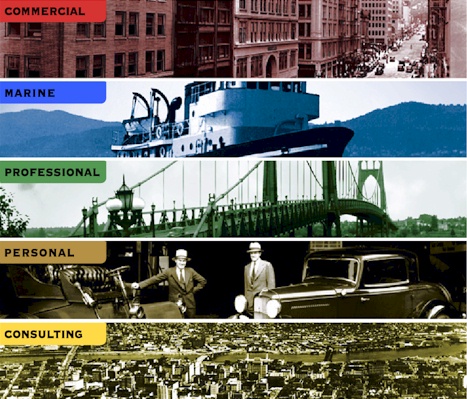 COMMERCIAL
MARINE
PROFESSIONAL
PERSONAL
CONSULTING